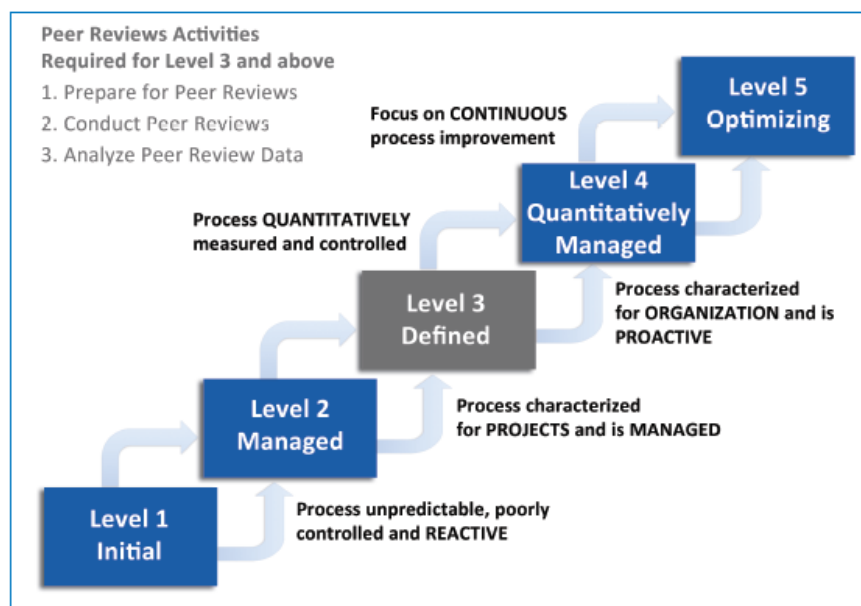 Peer Reviews Activities
Required for Level 3 and above
1. Prepare for Peer Reviews
2. Conduct Peer Reviews
3. Analyze Peer Review Data
Level 5
Optimizing
Focus on CONTINUOUS
process improvement
Level 4
Quantitatively
Managed
Process QUANTITATIVELY
measured and controlled
Process characterized
for ORGANIZATION and is
PROACTIVE
Level 3
Defined
Level 2
Managed
Process characterized
for PROJECTS and is MANAGED
Level 1
Initial
Process unpredictable, poorly
controlled and REACTIVE